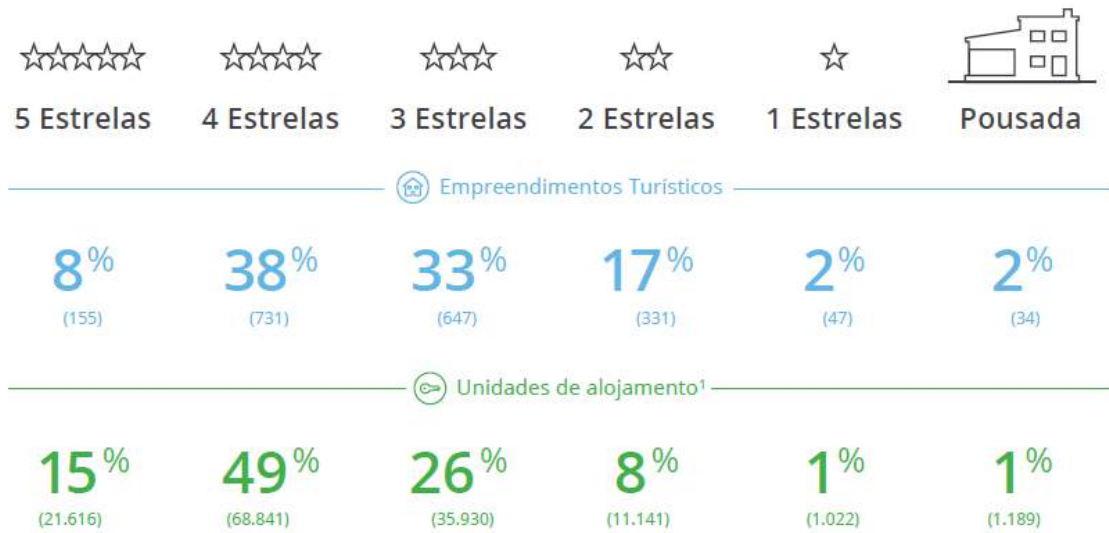 5 Estrelas 4 Estrelas 3 Estrelas 2 Estrelas 1 Estrelas Pousada
Empreendimentos Turísticos
8% 38% 33% 17% 2% 2%
(155) (731) (647) (331) (47) (34)
Unidades de alojamento¹
15% 49% 26% 8% 1% 1%
(21.616) (68.841) (35.930) (11.141) (1.022) (1.189)